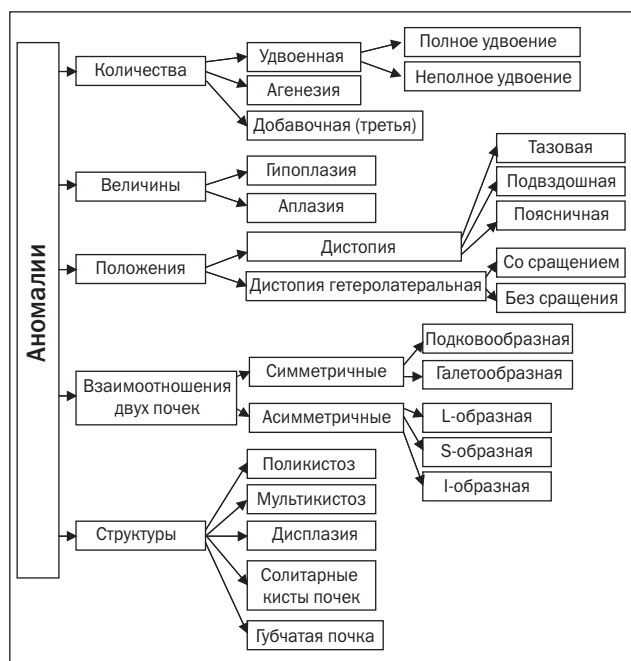 Аномалии
Количества
Удвоенная
Полное удвоение
Неполное удвоение
Агенезия
Добавочная (третья)
Величины
Гипоплазия
Аплазия
Положения
Дистопия
Тазовая
Подвздошная
Поясничная
Дистопия гетеролатеральная
Со сращением
Без сращения
Взаимоотношения
двух почек
Симметричные
Подковообразная
Галетообразная
Асимметричные
L-образная
S-образная
I-образная
Структуры
Поликистоз
Мультикистоз
Дисплазия
Солитарные
кисты почек
Губчатая почка